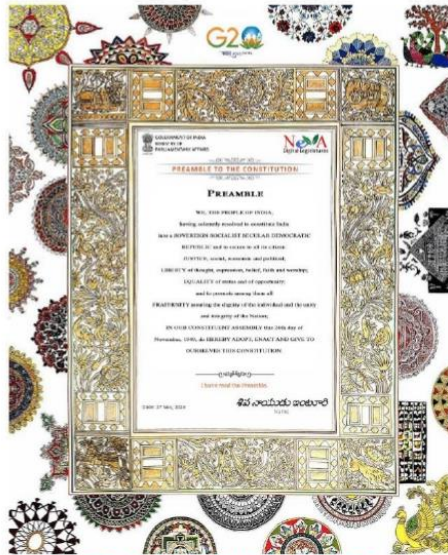 G20
GOVERNMENT OF INDIA
MINISTRY OF
PARLIAMENTARY AFFAIRS
NeVA
Digital Legislatures
PREAMBLE TO THE CONSTITUTION
PREAMBLE
WE, THE PEOPLE OF INDIA,
having solemnly resolved to constitute India
into a SOVEREIGN SOCIALIST SECULAR DEMOCRATIC
REPUBLIC and to secure to all its citizens
JUSTICE, social, economic and political;
LIBERTY of thought, expression, belief, faith and worship;
EQUALITY of status and of opportunity;
and to promote among them all
FRATERNITY assuring the dignity of the individual and the unity
and integrity of the Nation;
IN OUR CONSTITUENT ASSEMBLY this 26th day of
November, 1949, do HEREBY ADOPT, ENACT AND GIVE TO
OURSELVES THIS CONSTITUTION
I have read the Preamble.
శివ నాయుడు ఇంటూరి